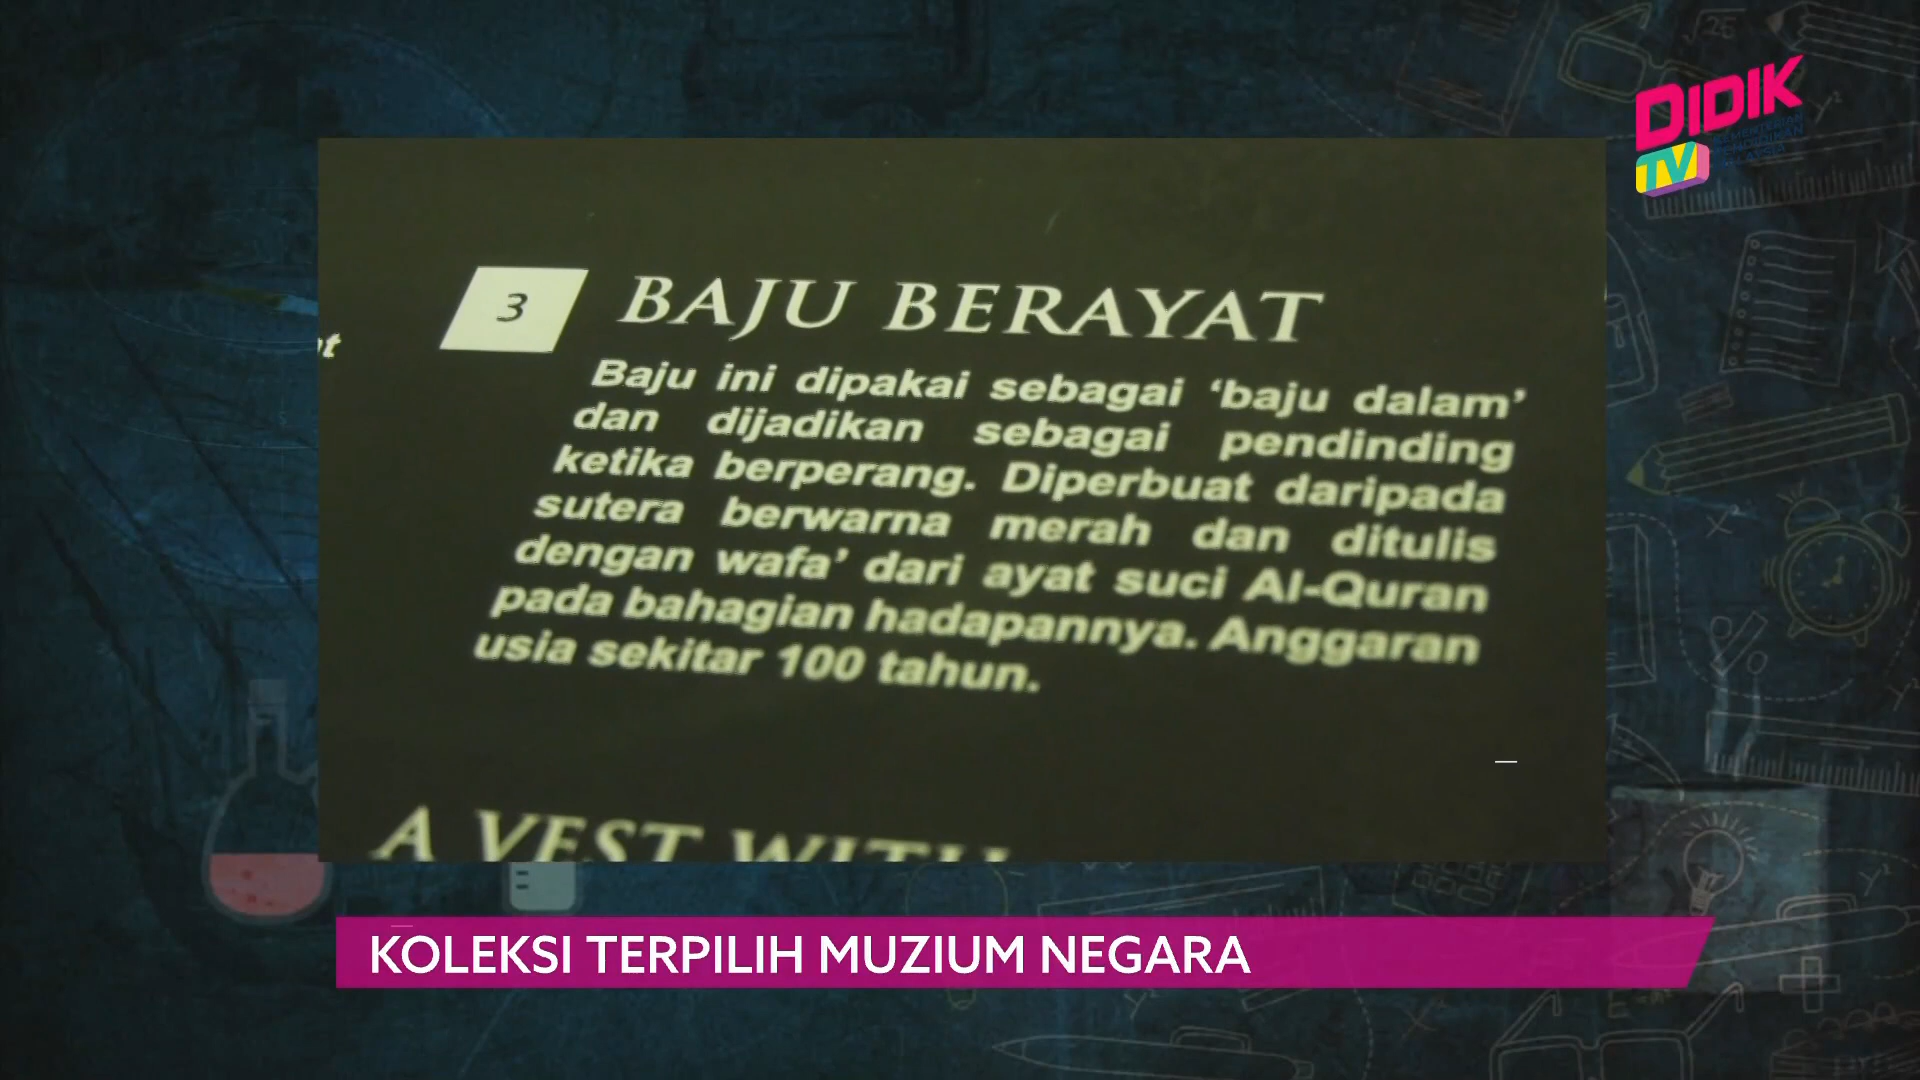 DIDIK
TV
3
BAJU BERAYAT
Baju ini dipakai sebagai ‘baju dalam’
dan dijadikan sebagai pendinding
ketika berperang. Diperbuat daripada
sutera berwarna merah dan ditulis
dengan wafa’ dari ayat suci Al-Quran
pada bahagian hadapannya. Anggaran
usia sekitar 100 tahun.
A VEST WITH
KOLEKSI TERPILIH MUZIUM NEGARA